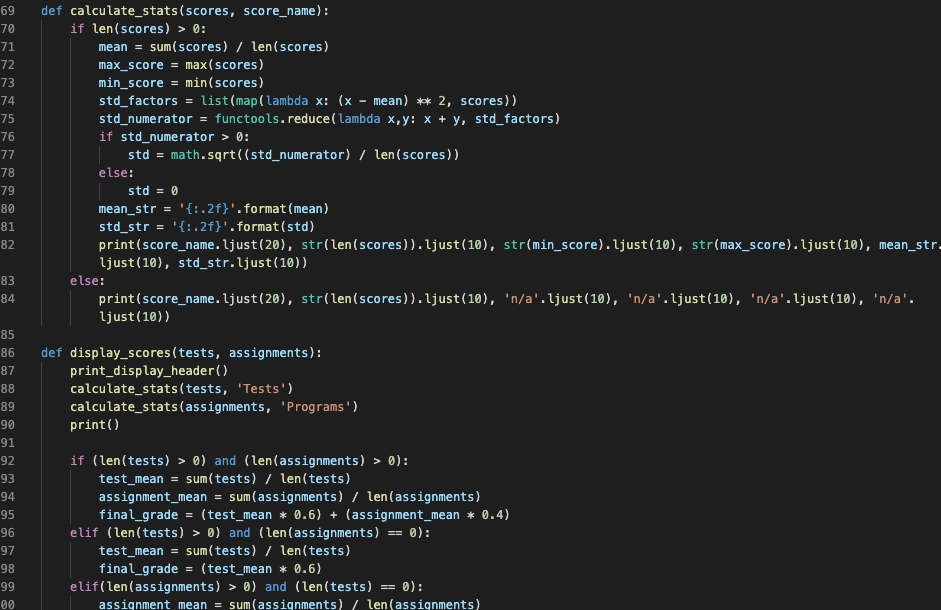 69 def calculate_stats(scores, score_name):
70 if len(scores) > 0:
71 mean = sum(scores) / len(scores)
72 max_score = max(scores)
73 min_score = min(scores)
74 std_factors = list(map(lambda x: (x - mean) ** 2, scores))
75 std_numerator = functools.reduce(lambda x,y: x + y, std_factors)
76 if std_numerator > 0:
77 std = math.sqrt((std_numerator) / len(scores))
78 else:
79 std = 0
80 mean_str = '{:.2f}'.format(mean)
81 std_str = '{:.2f}'.format(std)
82 print(score_name.ljust(20), str(len(scores)).ljust(10), str(min_score).ljust(10), str(max_score).ljust(10), mean_str.
ljust(10), std_str.ljust(10))
83 else:
84 print(score_name.ljust(20), str(len(scores)).ljust(10), 'n/a'.ljust(10), 'n/a'.ljust(10), 'n/a'.ljust(10), 'n/a'.
ljust(10))
85
86 def display_scores(tests, assignments):
87 print_display_header()
88 calculate_stats(tests, 'Tests')
89 calculate_stats(assignments, 'Programs')
90 print()
91
92 if (len(tests) > 0) and (len(assignments) > 0):
93 test_mean = sum(tests) / len(tests)
94 assignment_mean = sum(assignments) / len(assignments)
95 final_grade = (test_mean * 0.6) + (assignment_mean * 0.4)
96 elif (len(tests) > 0) and (len(assignments) == 0):
97 test_mean = sum(tests) / len(tests)
98 final_grade = (test_mean * 0.6)
99 elif(len(assignments) > 0) and (len(tests) == 0):
00 assignment_mean = sum(assignments) / len(assignments)